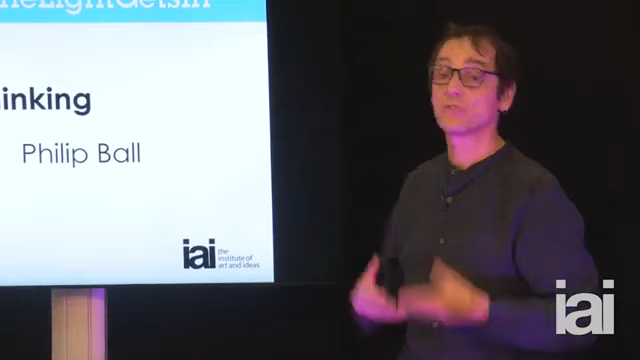 heLightGetsIn
inking
Philip Ball
iai the institute of art and ideas
iai